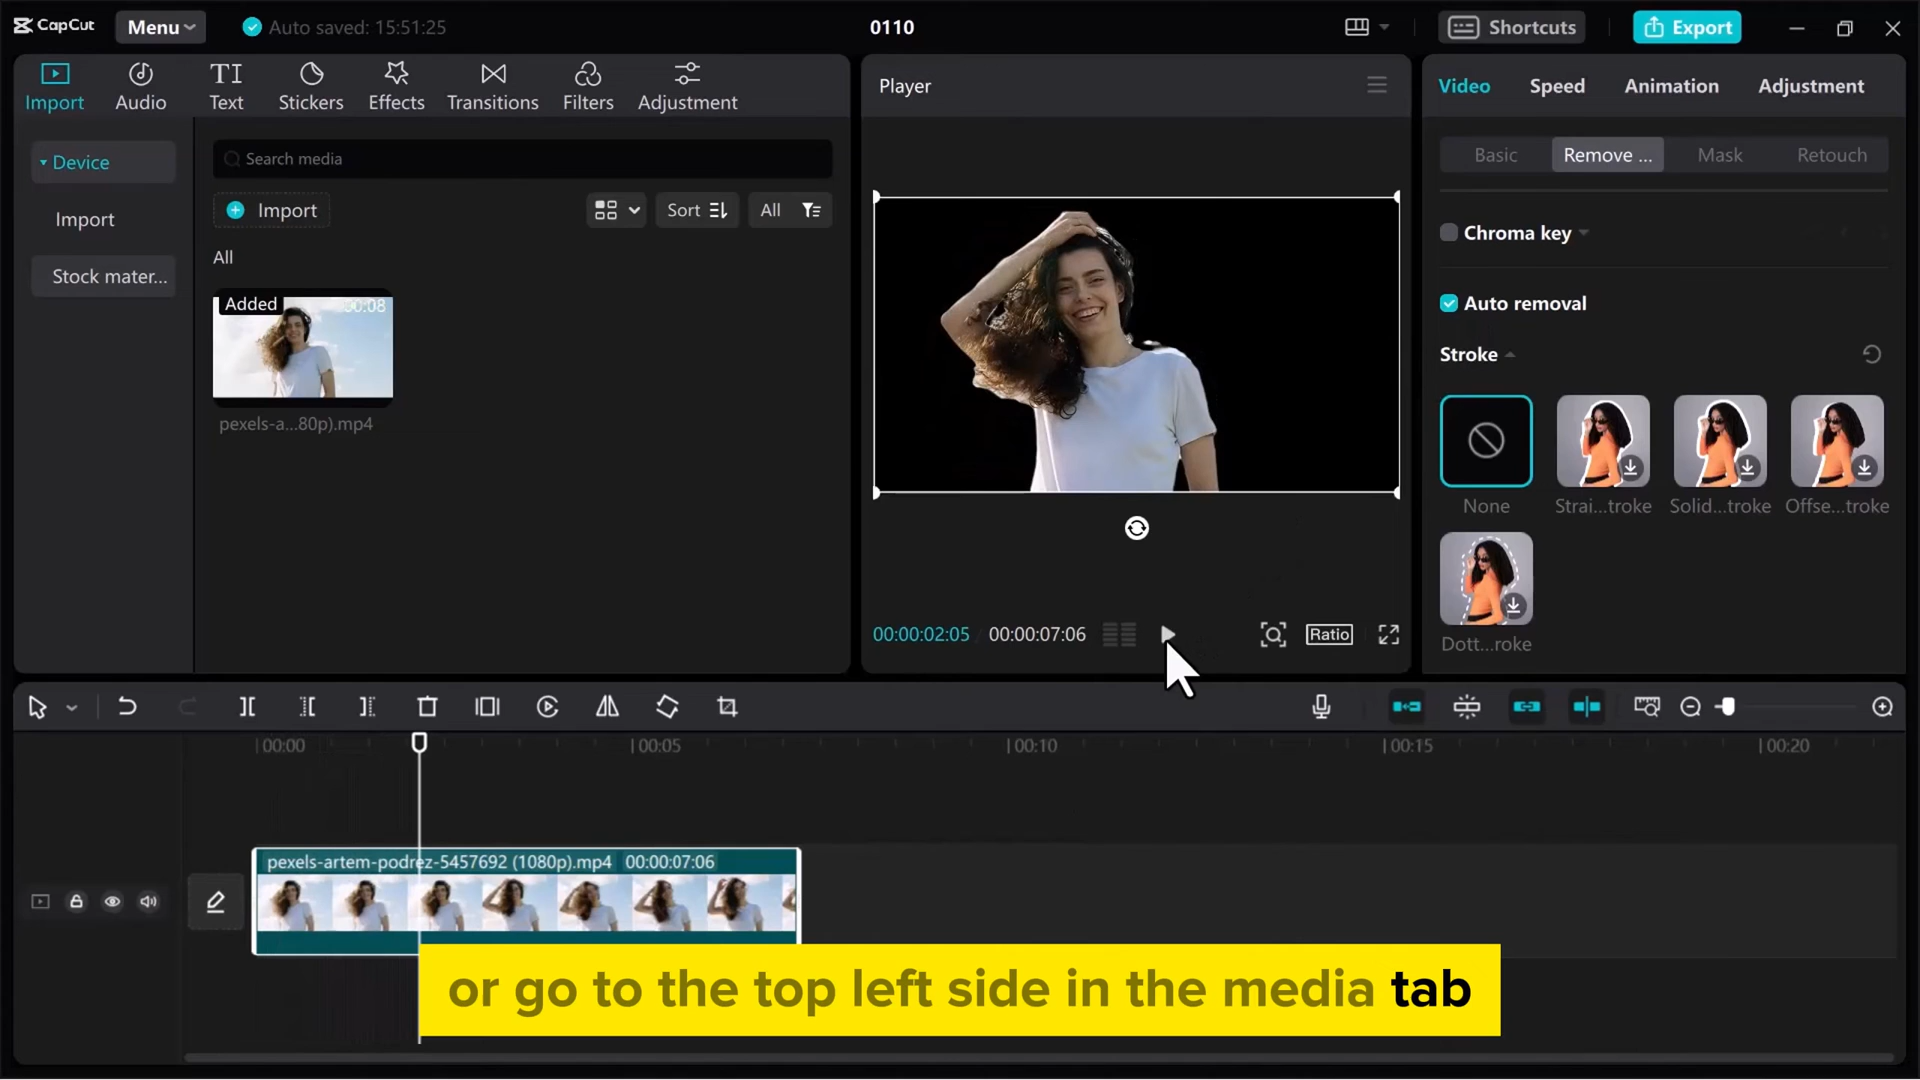 CapCut
Menu
Auto saved: 15:51:25
0110
Shortcuts
Export
Import
Audio
TI
Text
Stickers
Effects
Transitions
Filters
Adjustment
Device
Import
Stock mater...
Search media
Import
Sort
All
All
Added
00:08
pexels-a...80p).mp4
Player
00:00:02:05
00:00:07:06
Ratio
Video
Speed
Animation
Adjustment
Basic
Remove ...
Mask
Retouch
Chroma key
Auto removal
Stroke
None
Strai...troke
Solid...troke
Offse...troke
Dott...roke
00:00
00:05
00:10
00:15
00:20
pexels-artem-podrez-5457692 (1080p).mp4 00:00:07:06
or go to the top left side in the media tab